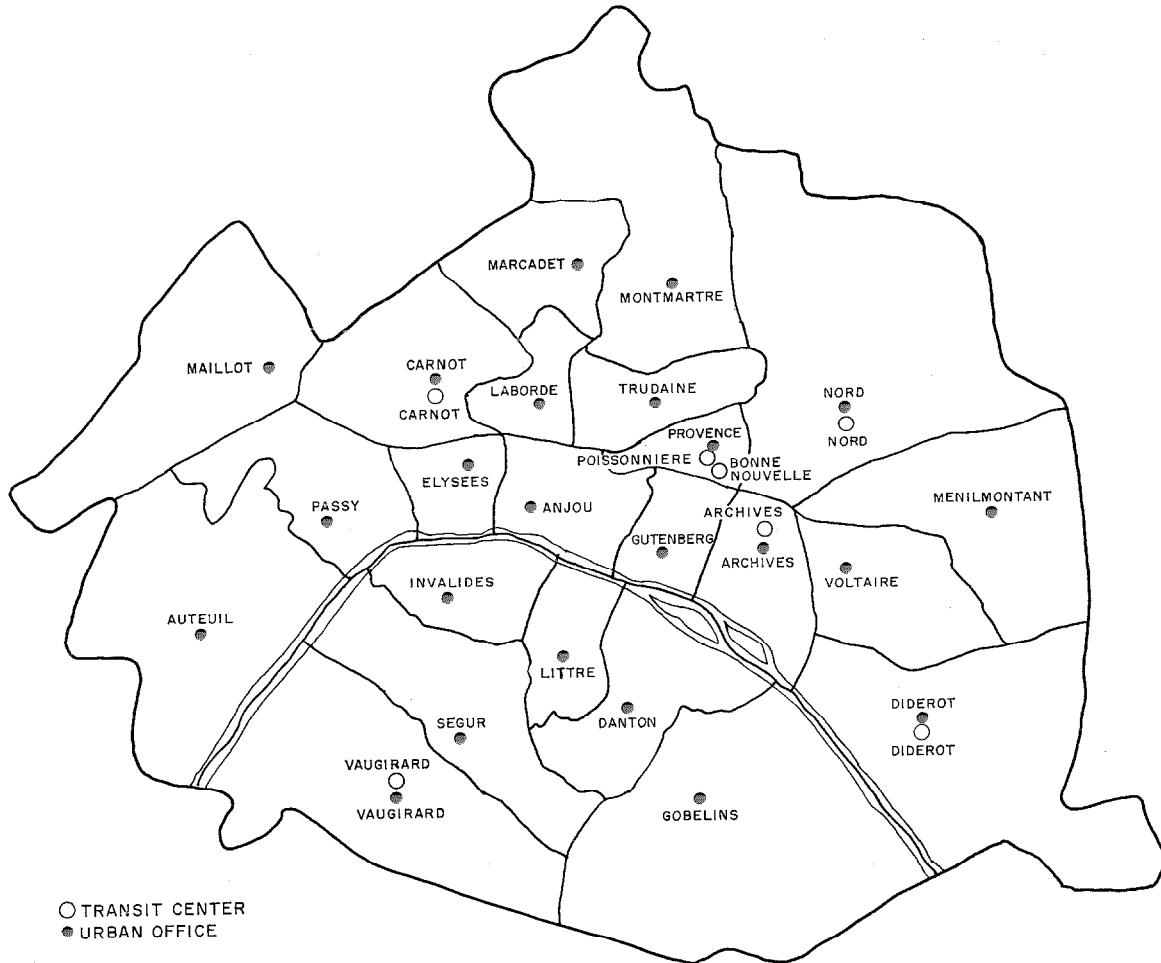 MARCADET
MONTMARTRE
MAILLOT
CARNOT
CARNOT
LABORDE
TRUDAINE
NORD
NORD
PROVENCE
POISSONNIERE
BONNE
NOUVELLE
ELYSEES
PASSY
ANJOU
MENILMONTANT
ARCHIVES
ARCHIVES
GUTENBERG
VOLTAIRE
INVALIDES
AUTEUIL
LITTRE
DANTON
SEGUR
DIDEROT
DIDEROT
VAUGIRARD
VAUGIRARD
GOBELINS
TRANSIT CENTER
URBAN OFFICE